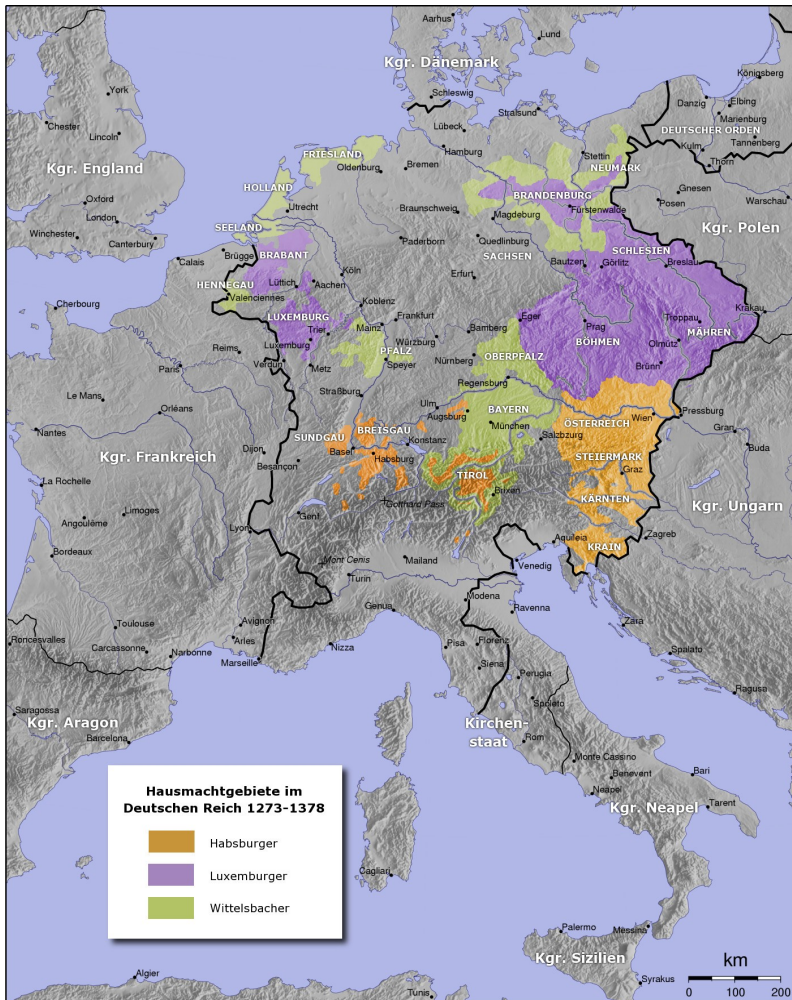 Aarhus
Lund
Kgr. Dänemark
Königsberg
York
Schleswig
Danzig
Elbing
Stralsund
Marienburg
Chester
Lincoln
Lübeck
DEUTSCHER ORDEN
Hamburg
Kulm
Tannenberg
FRIESLAND
Stettin
Thorn
Kgr. England
Oldenburg
Bremen
NEUMARK
HOLLAND
BRANDENBURG
Gnesen
Warschau
Oxford
Utrecht
Braunschweig
Magdeburg
Fürstenwalde
Posen
London
SEELAND
Kgr. Polen
Winchester
Canterbury
Brügge
Paderborn
Quedlinburg
SCHLESIEN
Calais
BRABANT
Köln
SACHSEN
Bautzen
Görlitz
Breslau
HENNEGAU
Lüttich
Aachen
Erfurt
Valenciennes
Cherbourg
LUXEMBURG
Koblenz
Frankfurt
Eger
Troppau
Krakau
Trier
Mainz
Bamberg
Prag
MÄHREN
Luxemburg
Würzburg
BÖHMEN
Olmütz
Reims
PFALZ
Nürnberg
OBERPFALZ
Verdun
Metz
Speyer
Brünn
Paris
Regensburg
Straßburg
Le Mans
Ulm
Augsburg
BAYERN
Orléans
ÖSTERREICH
Wien
Pressburg
Nantes
SUNDGAU
BREISGAU
München
Gran
Konstanz
Salzbzurg
Dijon
Basel
Habsburg
STEIERMARK
Buda
Kgr. Frankreich
Besançon
Graz
La Rochelle
TIROL
Brixen
KÄRNTEN
Kgr. Ungarn
Limoges
Genf
Gotthard Pass
Angoulême
Lyon
Aquileia
KRAIN
Zagreb
Bordeaux
Mont Cenis
Mailand
Venedig
Turin
Modena
Genua
Ravenna
Toulouse
Avignon
Zara
Roncesvalles
Arles
Nizza
Pisa
Florenz
Carcassonne
Narbonne
Marseille
Spalato
Siena
Perugia
Saragossa
Spoleto
Ragusa
Kgr. Aragon
Kirchen-
staat
Barcelona
Rom
Monte Cassino
Hausmachtgebiete im
Deutschen Reich 1273-1378
Habsburger
Luxemburger
Wittelsbacher
Benevent
Bari
Neapel
Kgr. Neapel
Tarent
Cagliari
Palermo
Messina
Kgr. Sizilien
km
0 100 200
Algier
Tunis
Syrakus